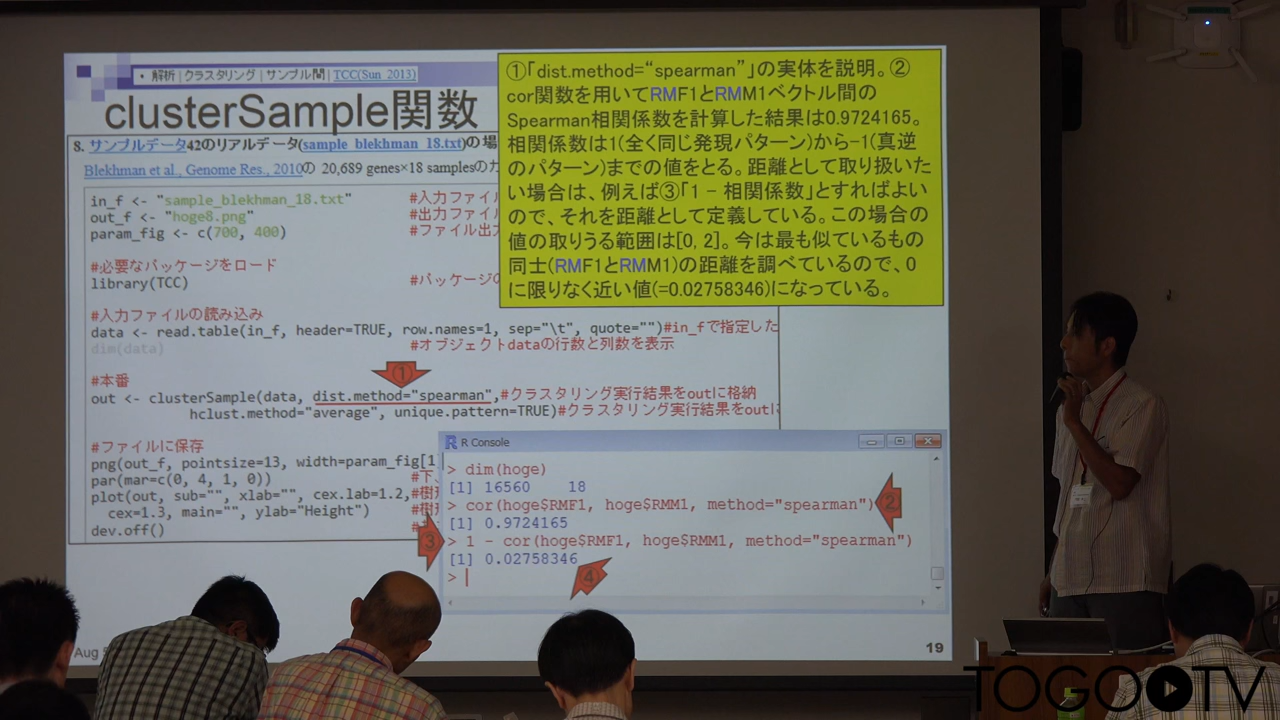 ・解析|クラスタリング|サンプル間|TCC(Sun_2013)
clusterSample関数
8. サンプルデータ42のリアルデータ(sample_blekhman_18.txt)の場
Blekhman et al., Genome Res., 2010の 20,689 genes×18 samplesのカ
①「dist.method=“spearman”」の実体を説明。②
cor関数を用いてRMF1とRMM1ベクトル間の
Spearman相関係数を計算した結果は0.9724165。
相関係数は1(全く同じ発現パターン)から-1(真逆
のパターン)までの値をとる。距離として取り扱いた
い場合は、例えば③「1 - 相関係数」とすればよい
ので、それを距離として定義している。この場合の
値の取りうる範囲は[0, 2]。今は最も似ているもの
同士(RMF1とRMM1)の距離を調べているので、0
に限りなく近い値(=0.02758346)になっている。
in_f <- "sample_blekhman_18.txt" #入力ファイ
out_f <- "hoge8.png" #出力ファイ
param_fig <- c(700, 400) #ファイル出
#必要なパッケージをロード
library(TCC) #パッケージの
#入力ファイルの読み込み
data <- read.table(in_f, header=TRUE, row.names=1, sep="\t", quote="")#in_fで指定した
dim(data) #オブジェクトdataの行数と列数を表示
①
#本番
out <- clusterSample(data, dist.method="spearman",#クラスタリング実行結果をoutに格納
hclust.method="average", unique.pattern=TRUE)#クラスタリング実行結果をoutに
#ファイルに保存
png(out_f, pointsize=13, width=param_fig[1
par(mar=c(0, 4, 1, 0)) #下、
plot(out, sub="", xlab="", cex.lab=1.2,#樹形
cex=1.3, main="", ylab="Height") #樹形
dev.off()
R Console
> dim(hoge)
[1] 16560 18
> cor(hoge$RMF1, hoge$RMM1, method="spearman") ②
[1] 0.9724165
③ > 1 - cor(hoge$RMF1, hoge$RMM1, method="spearman")
[1] 0.02758346
④
> |
Aug
19
TOGOTV